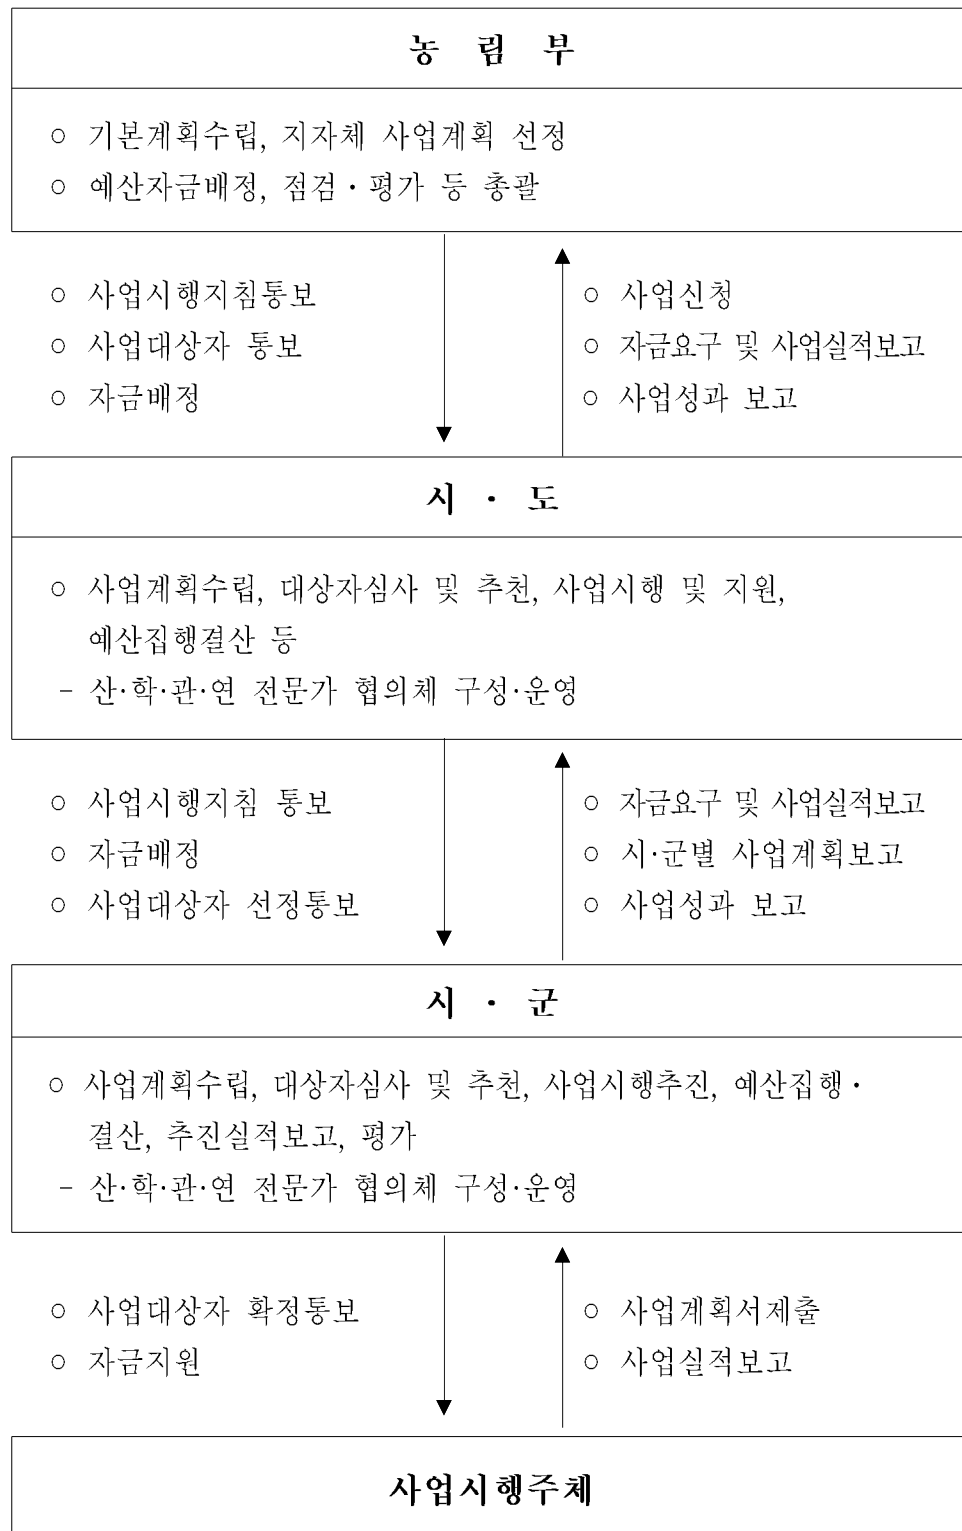 농 림 부
○ 기본계획수립, 지자체 사업계획 선정
○ 예산자금배정, 점검·평가 등 총괄
○ 사업시행지침통보
○ 사업대상자 통보
○ 자금배정
○ 사업신청
○ 자금요구 및 사업실적보고
○ 사업성과 보고
시 · 도
○ 사업계획수립, 대상자심사 및 추천, 사업시행 및 지원,
예산집행결산 등
- 산·학·관·연 전문가 협의체 구성·운영
○ 사업시행지침 통보
○ 자금배정
○ 사업대상자 선정통보
○ 자금요구 및 사업실적보고
○ 시·군별 사업계획보고
○ 사업성과 보고
시 · 군
○ 사업계획수립, 대상자심사 및 추천, 사업시행추진, 예산집행·
결산, 추진실적보고, 평가
- 산·학·관·연 전문가 협의체 구성·운영
○ 사업대상자 확정통보
○ 자금지원
○ 사업계획서제출
○ 사업실적보고
사업시행주체